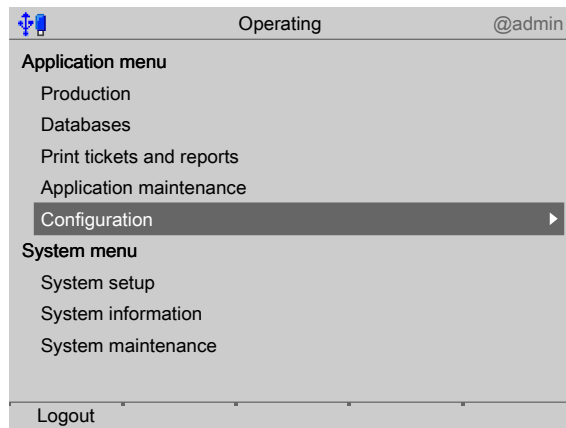 Operating @admin
Application menu
Production
Databases
Print tickets and reports
Application maintenance
Configuration
System menu
System setup
System information
System maintenance
Logout